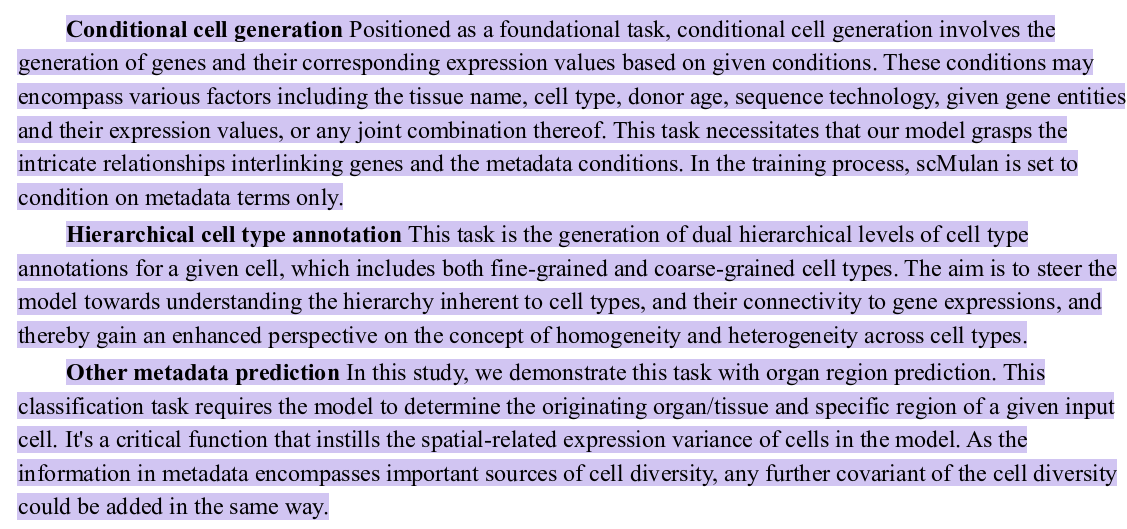 Conditional cell generation Positioned as a foundational task, conditional cell generation involves the
generation of genes and their corresponding expression values based on given conditions. These conditions may
encompass various factors including the tissue name, cell type, donor age, sequence technology, given gene entities
and their expression values, or any joint combination thereof. This task necessitates that our model grasps the
intricate relationships interlinking genes and the metadata conditions. In the training process, scMulan is set to
condition on metadata terms only.
Hierarchical cell type annotation This task is the generation of dual hierarchical levels of cell type
annotations for a given cell, which includes both fine-grained and coarse-grained cell types. The aim is to steer the
model towards understanding the hierarchy inherent to cell types, and their connectivity to gene expressions, and
thereby gain an enhanced perspective on the concept of homogeneity and heterogeneity across cell types.
Other metadata prediction In this study, we demonstrate this task with organ region prediction. This
classification task requires the model to determine the originating organ/tissue and specific region of a given input
cell. It's a critical function that instills the spatial-related expression variance of cells in the model. As the
information in metadata encompasses important sources of cell diversity, any further covariant of the cell diversity
could be added in the same way.